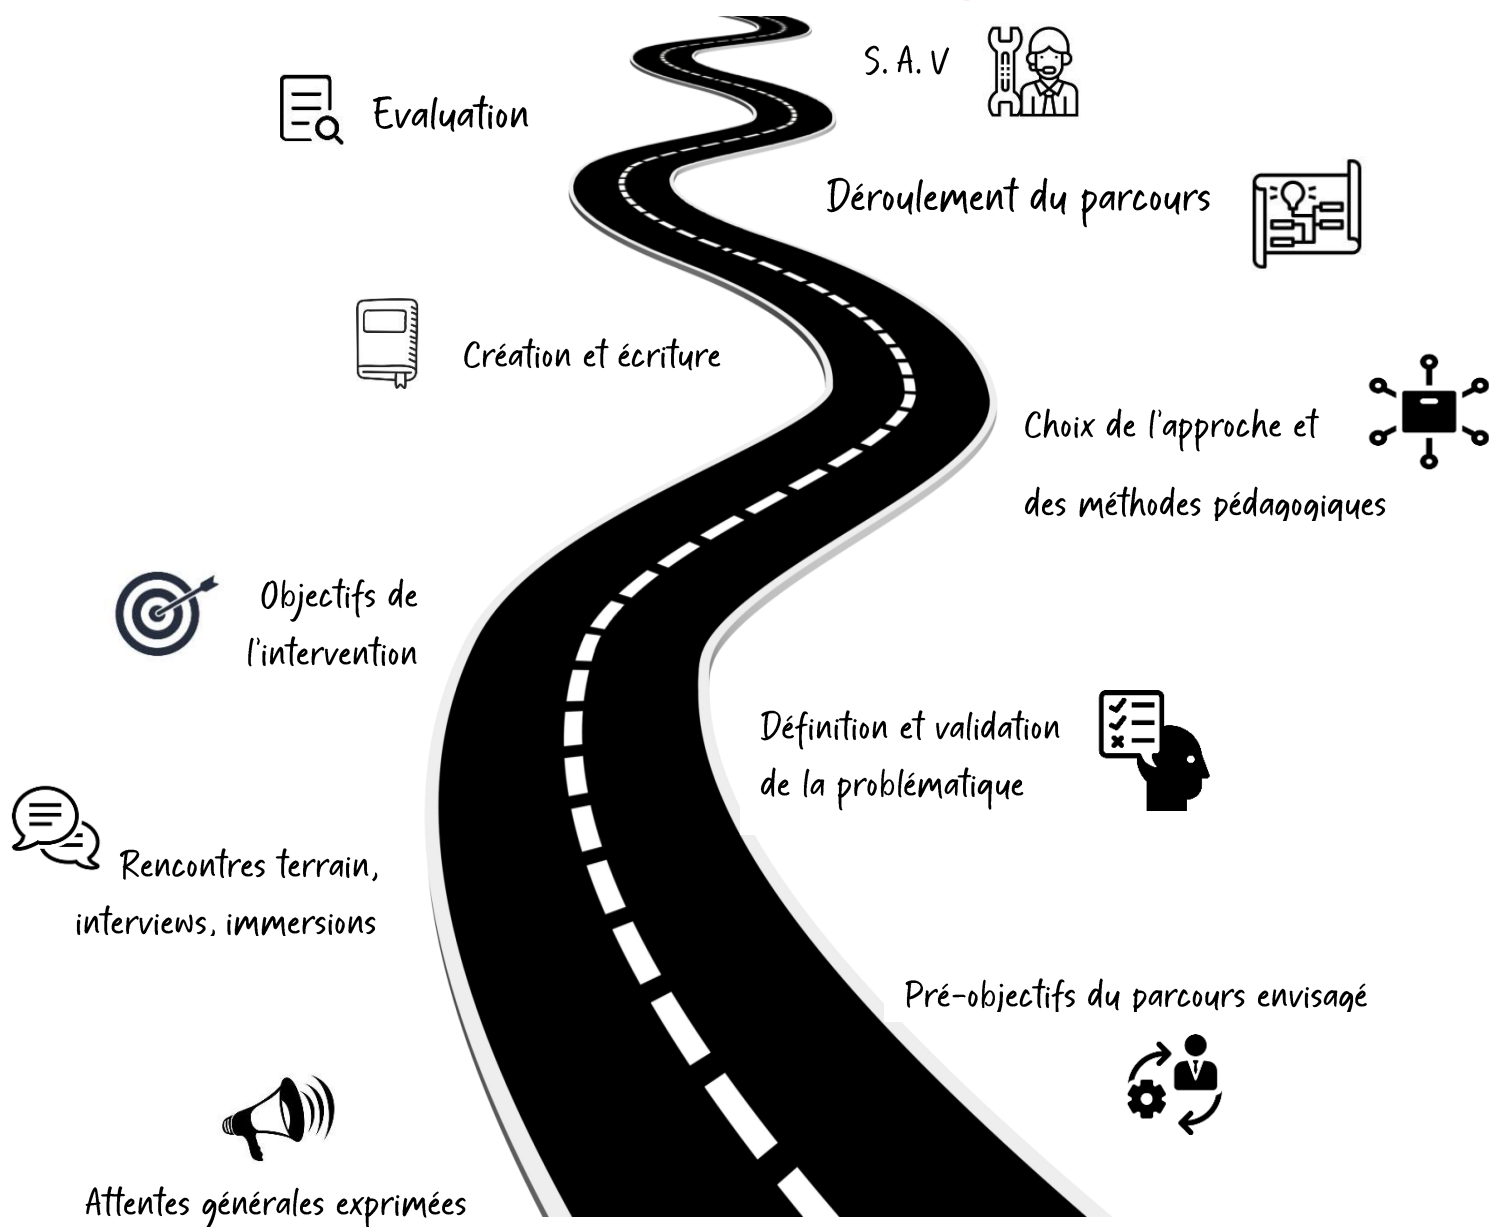 S. A. V
Evaluation
Déroulement du parcours
Création et écriture
Choix de l'approche et
des méthodes pédagogiques
Objectifs de
l'intervention
Définition et validation
de la problématique
Rencontres terrain,
interviews, immersions
Pré-objectifs du parcours envisagé
Attentes générales exprimées